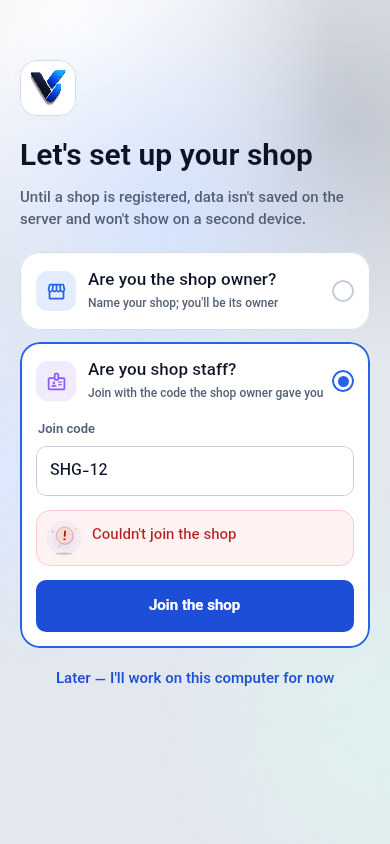 Let's set up your shop
Until a shop is registered, data isn't saved on the
server and won't show on a second device.
Are you the shop owner?
Name your shop; you'll be its owner
Are you shop staff?
Join with the code the shop owner gave you
Join code
SHG-12
Couldn't join the shop
Join the shop
Later — I'll work on this computer for now